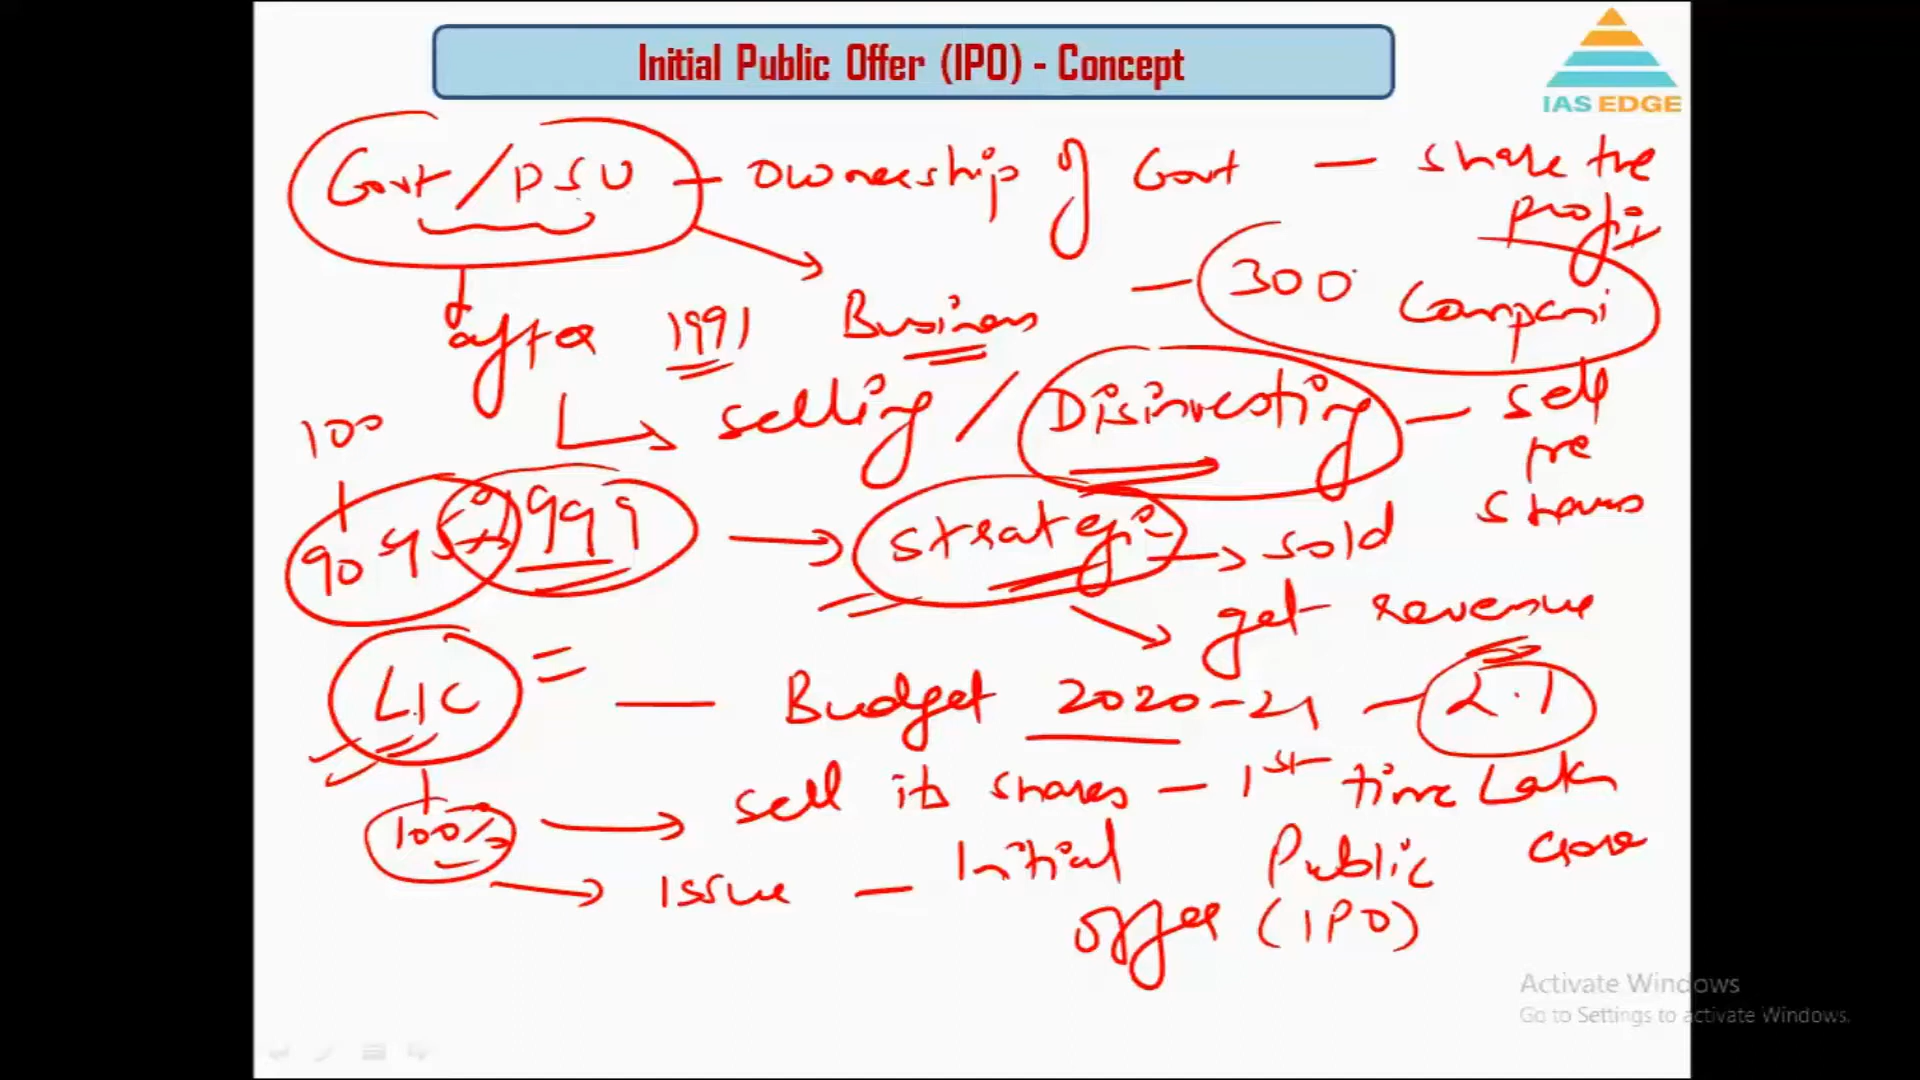 Initial Public Offer (IPO) - Concept
IAS EDGE
Govt/PSU - ownership of Govt - share the profit
Business - 300 Compani
after 1991
selling / Disinvesting - sell the shares
100
90 95% 1999 → strategic → sold
get revenue
LIC = - Budget 2020-21 - 2.1 Lakh crore
100% → sell its shares - 1st time
→ Issue - Initial Public
offer (IPO)
Activate Windows
Go to Settings to activate Windows.